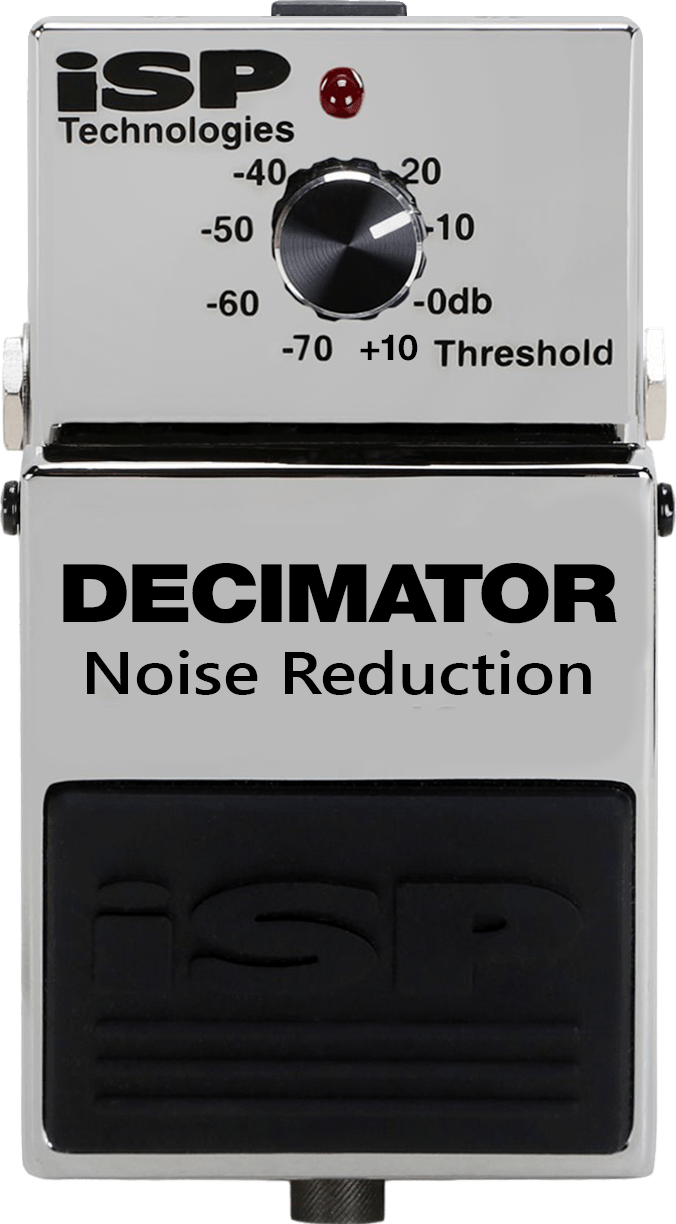 iSP
Technologies
-40 20
-50 -10
-60 -0db
-70 +10 Threshold
DECIMATOR
Noise Reduction
iSP